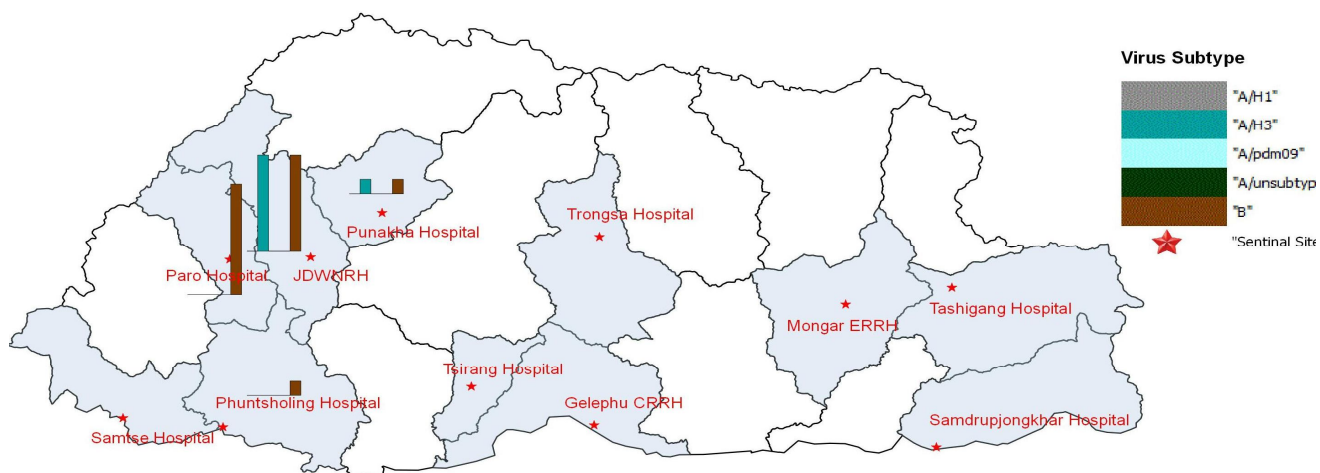 Virus Subtype
"A/H1"
"A/H3"
"A/pdm09"
"A/unsubtyp
"B"
"Sentinal Site
Trongsa Hospital
Punakha Hospital
Paro Hospital
JDWNRH
Tashigang Hospital
Mongar ERRH
Tsirang Hospital
Phuntsholing Hospital
Gelephu CRRH
Samdrupjongkhar Hospital
Samtse Hospital